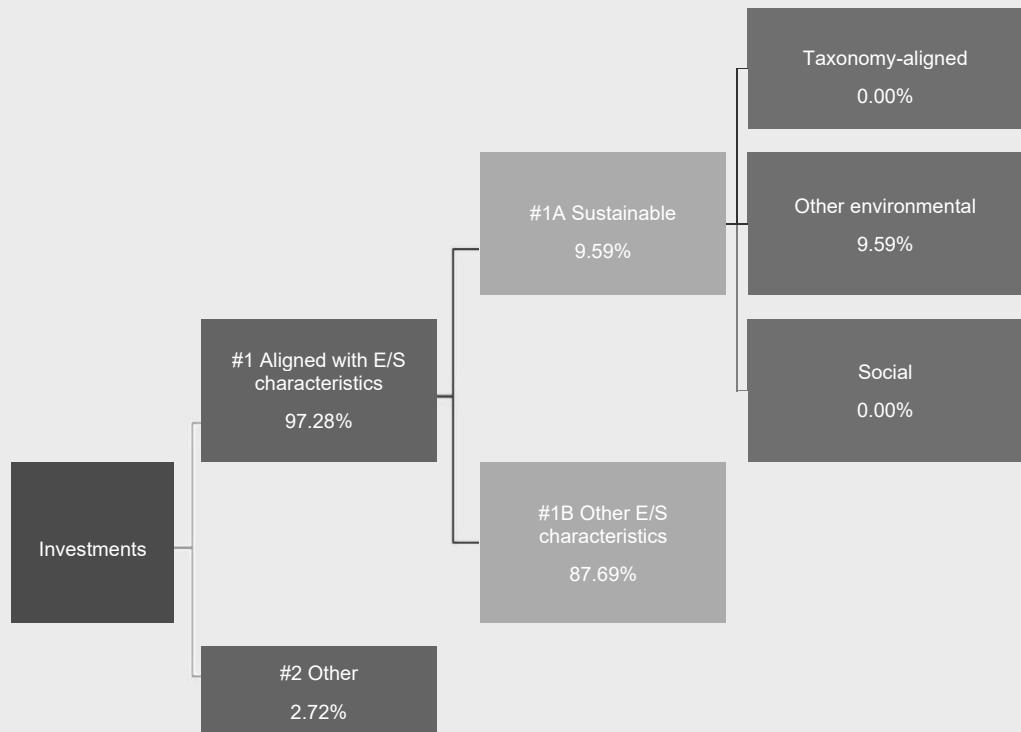 Taxonomy-aligned
0.00%
#1A Sustainable
9.59%
Other environmental
9.59%
#1 Aligned with E/S
characteristics
97.28%
Social
0.00%
Investments
#1B Other E/S
characteristics
87.69%
#2 Other
2.72%